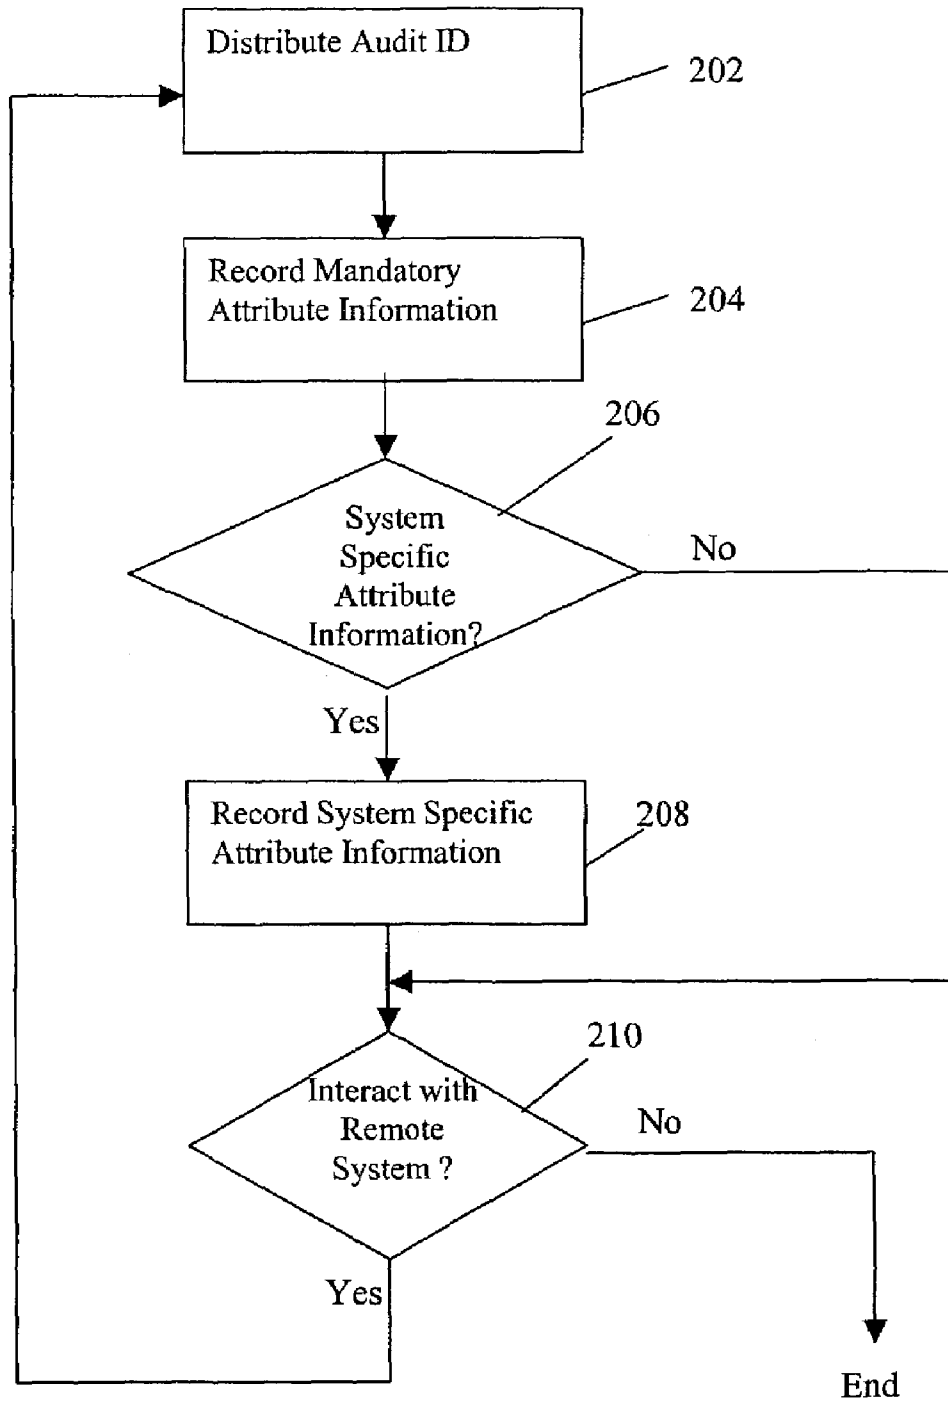 Distribute Audit ID
202
Record Mandatory
Attribute Information
204
206
System
Specific
Attribute
Information?
No
Yes
Record System Specific
Attribute Information
208
210
Interact with
Remote
System ?
No
Yes
End